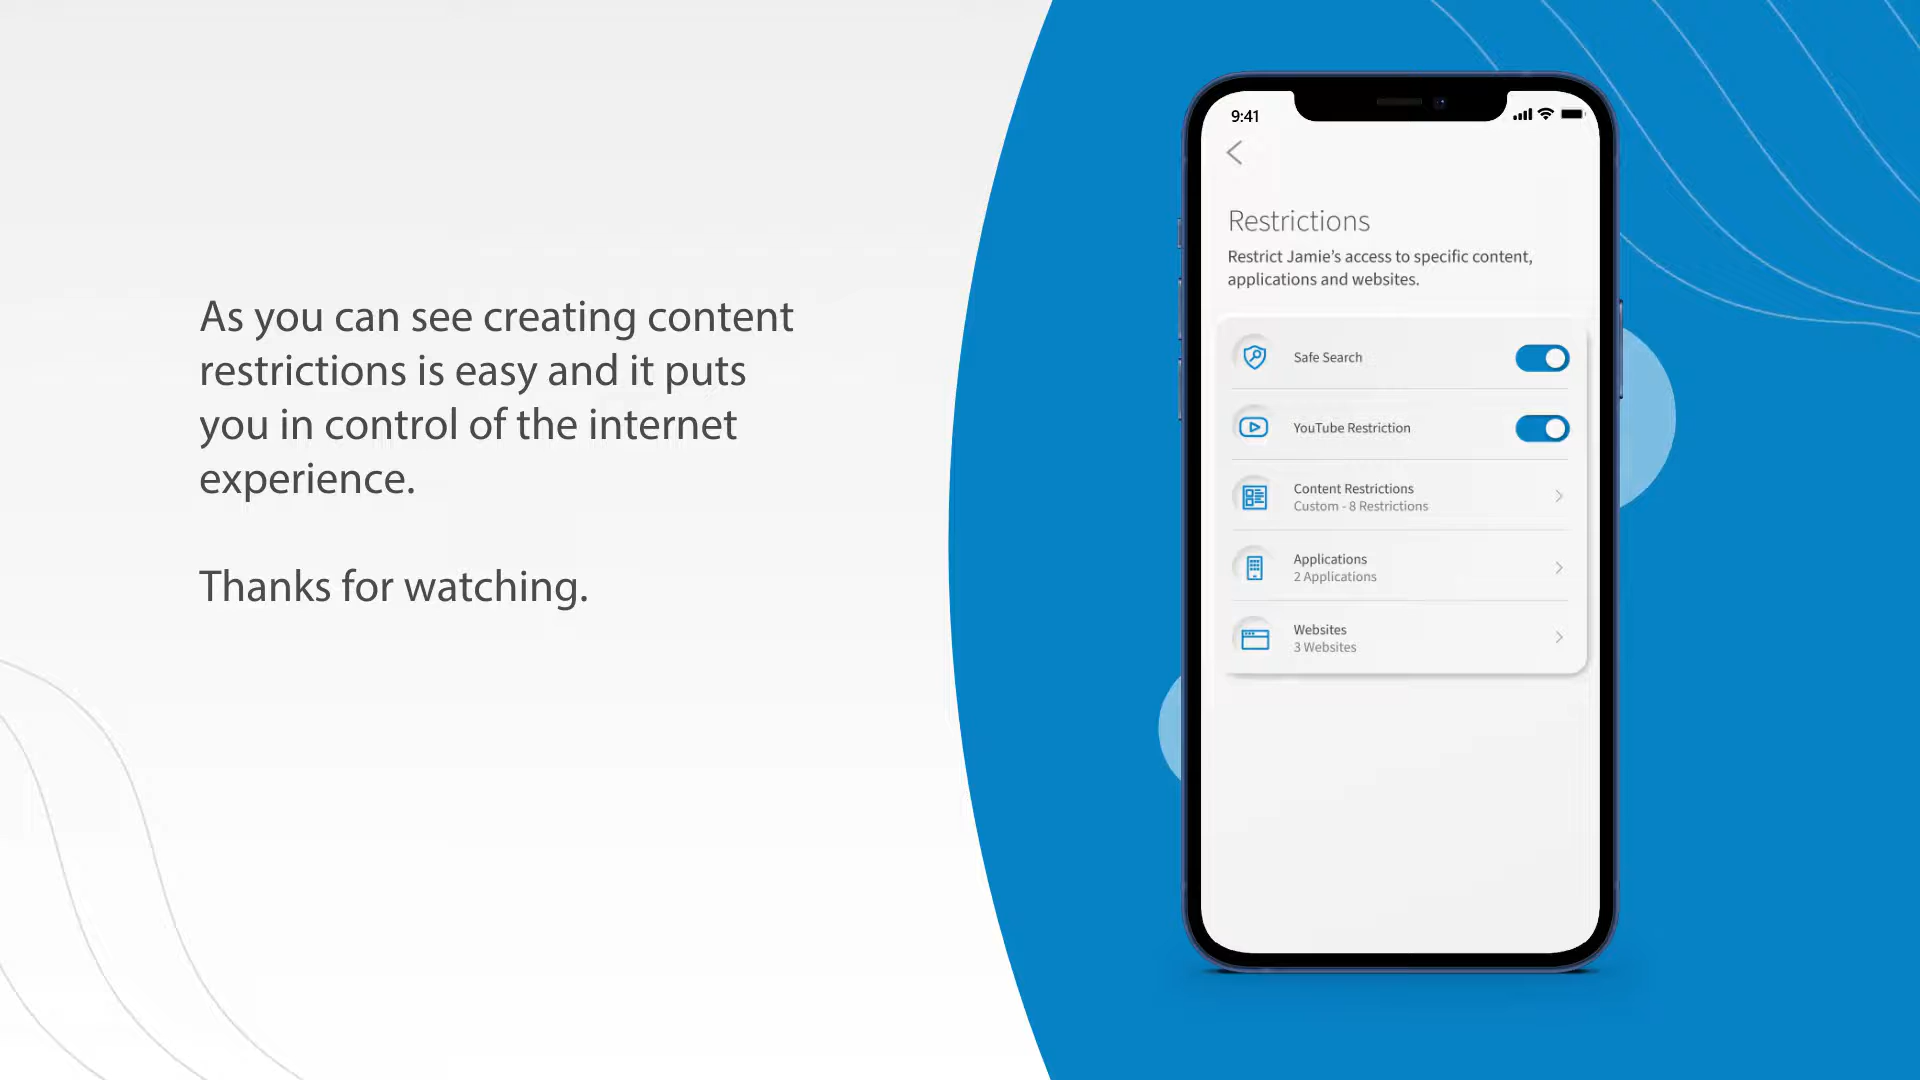 As you can see creating content
restrictions is easy and it puts
you in control of the internet
experience.
Thanks for watching.
9:41
Restrictions
Restrict Jamie’s access to specific content,
applications and websites.
Safe Search
YouTube Restriction
Content Restrictions
Custom - 8 Restrictions
Applications
2 Applications
Websites
3 Websites